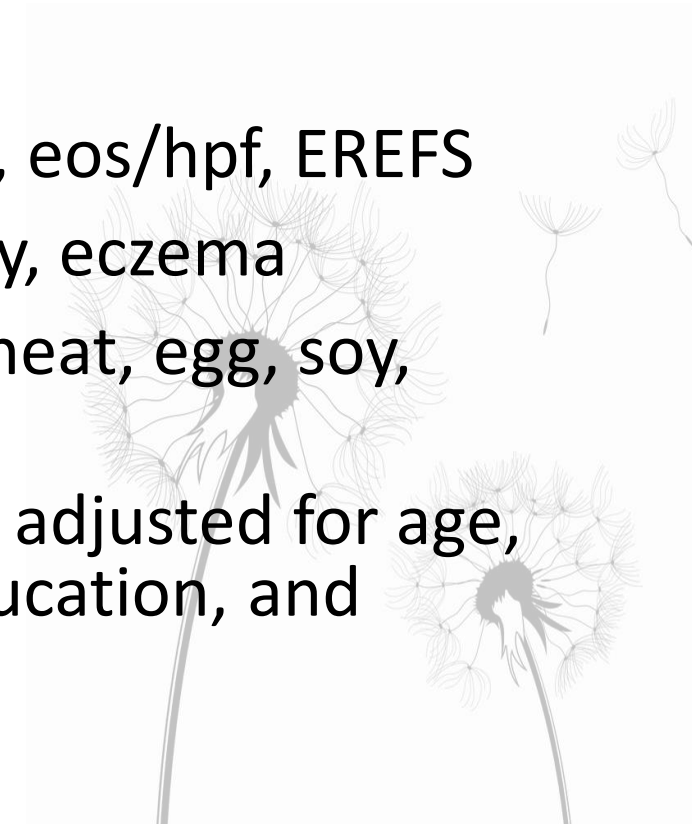 , eos/hpf, EREFS
y, eczema
heat, egg, soy,
adjusted for age,
ucation, and